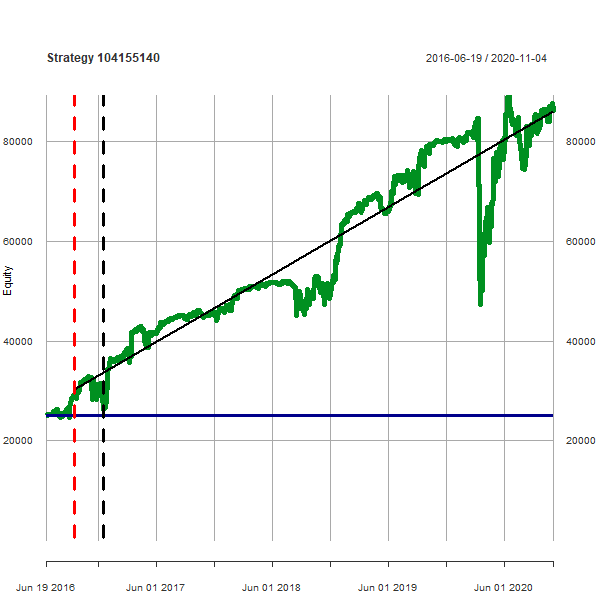 Strategy 104155140
2016-06-19 / 2020-11-04
80000
80000
60000
60000
Equity
40000
40000
20000
20000
Jun 19 2016
Jun 01 2017
Jun 01 2018
Jun 01 2019
Jun 01 2020